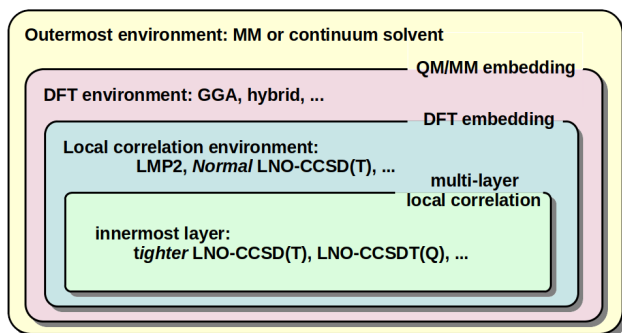 Outermost environment: MM or continuum solvent
QM/MM embedding
DFT environment: GGA, hybrid, ...
DFT embedding
Local correlation environment:
LMP2, Normal LNO-CCSD(T), ...
multi-layer
local correlation
innermost layer:
tighter LNO-CCSD(T), LNO-CCSDT(Q), ...